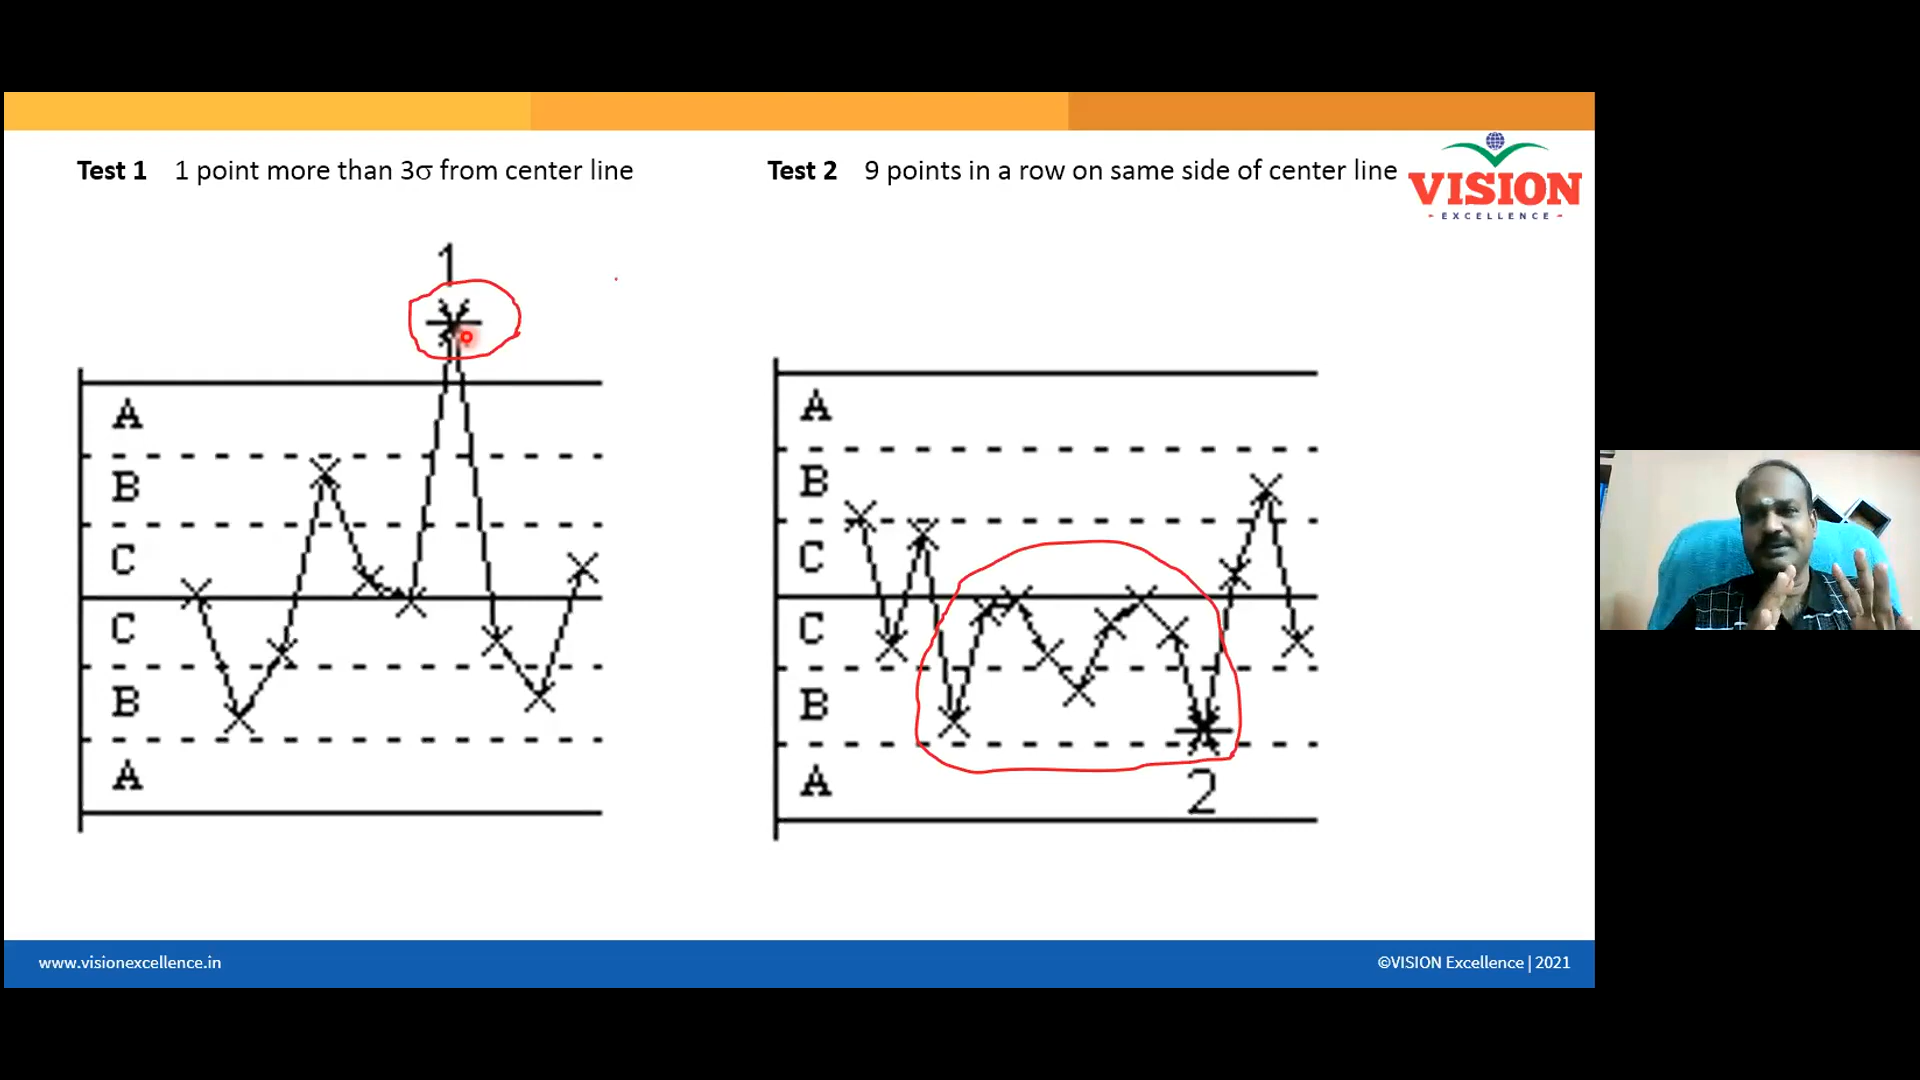 Test 1 1 point more than 3σ from center line
Test 2 9 points in a row on same side of center line
VISION
- EXCELLENCE -
1
A
B
C
C
B
A
A
B
C
C
B
A
2
www.visionexcellence.in
©VISION Excellence | 2021